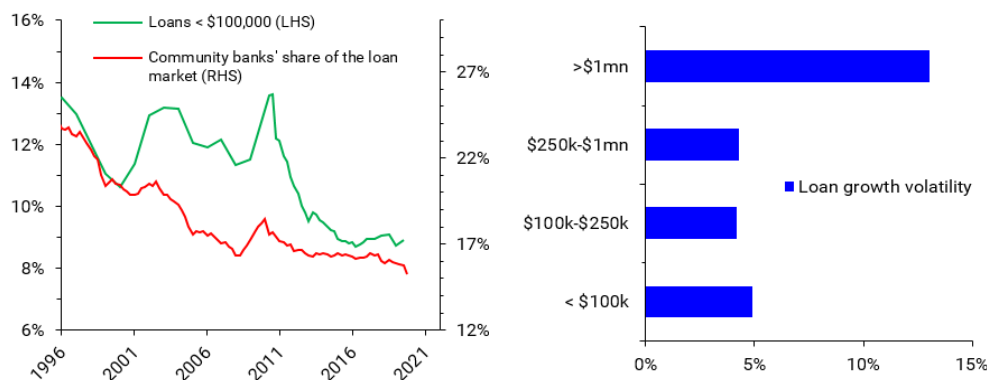 16%
14%
12%
10%
8%
6%
Loans < $100,000 (LHS)
Community banks' share of the loan
market (RHS)
27%
22%
17%
12%
1996
2001
2006
2011
2016
2021
>$1mn
$250k-$1mn
$100k-$250k
< $100k
Loan growth volatility
0%
5%
10%
15%